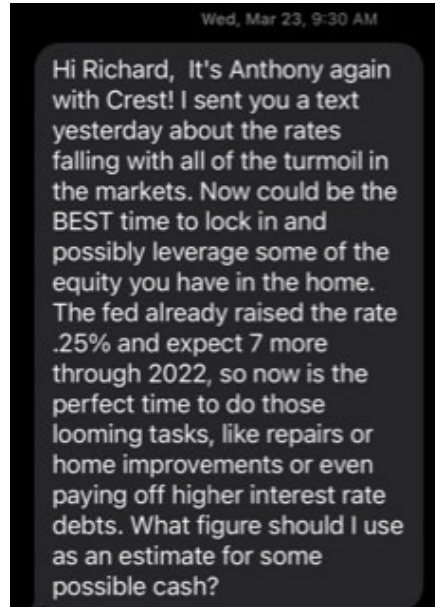 Wed, Mar 23, 9:30 AM
Hi Richard, It's Anthony again
with Crest! I sent you a text
yesterday about the rates
falling with all of the turmoil in
the markets. Now could be the
BEST time to lock in and
possibly leverage some of the
equity you have in the home.
The fed already raised the rate
.25% and expect 7 more
through 2022, so now is the
perfect time to do those
looming tasks, like repairs or
home improvements or even
paying off higher interest rate
debts. What figure should I use
as an estimate for some
possible cash?